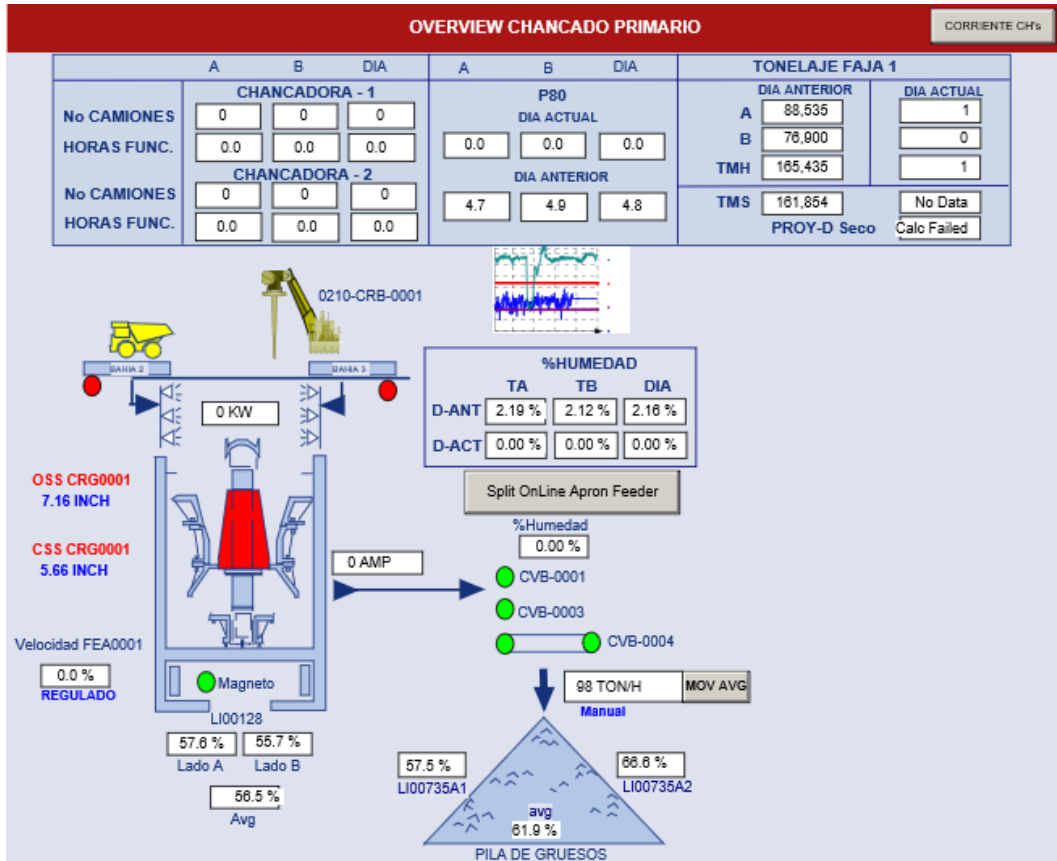 OVERVIEW CHANCADO PRIMARIO
CORRIENTE CH's
A B DIA A B DIA TONELAJE FAJA 1
CHANCADORA - 1
P80
DIA ANTERIOR DIA ACTUAL
No CAMIONES 0 0 0
DIA ACTUAL
A 88,535 1
HORAS FUNC. 0.0 0.0 0.0
0.0 0.0 0.0
B 76,900 0
CHANCADORA - 2
DIA ANTERIOR
TMH 165,435 1
No CAMIONES 0 0 0
4.7 4.9 4.8
TMS 161,854 No Data
HORAS FUNC. 0.0 0.0 0.0
PROY-D Seco Calc Failed
0210-CRB-0001
BAHIA 2
BAHIA 3
0 KW
%HUMEDAD
TA TB DIA
D-ANT 2.19 % 2.12 % 2.16 %
D-ACT 0.00 % 0.00 % 0.00 %
OSS CRG0001
7.16 INCH
Split OnLine Apron Feeder
%Humedad
0.00 %
CSS CRG0001
5.66 INCH
0 AMP
CVB-0001
CVB-0003
CVB-0004
Velocidad FEA0001
0.0 %
REGULADO
Magneto
98 TON/H MOV AVG
Manual
LI00128
57.6 % 55.7 %
Lado A Lado B
56.5 %
Avg
57.5 %
LI00735A1
66.6 %
LI00735A2
avg
61.9 %
PILA DE GRUESOS